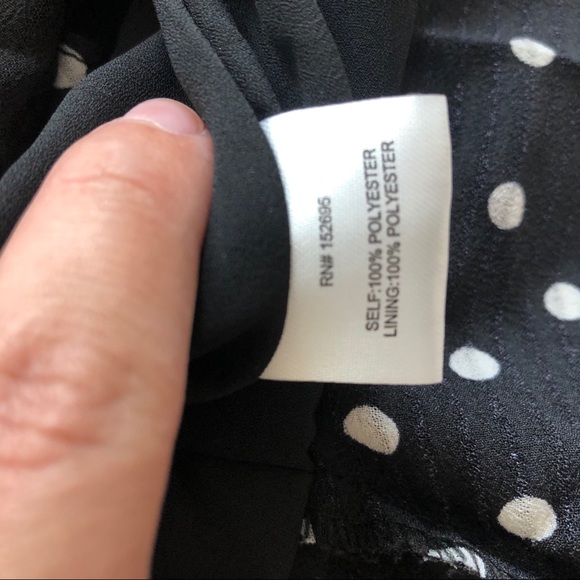 RN# 152695
SELF:100% POLYESTER
LINING:100% POLYESTER